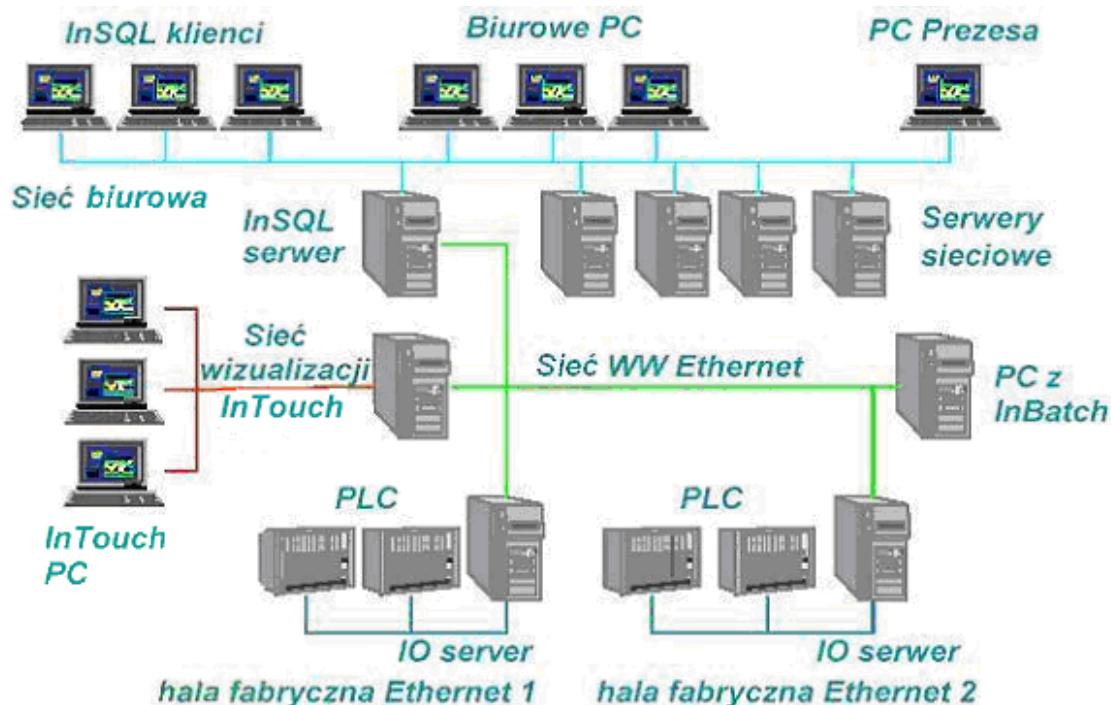 InSQL klienci
Biurowe PC
PC Prezesa
Sieć biurowa
InSQL
serwer
Serwery
sieciowe
Sieć
wizualizacji
InTouch
Sieć WW Ethernet
PC z
InBatch
InTouch
PC
PLC
PLC
IO server
IO serwer
hala fabryczna Ethernet 1
hala fabryczna Ethernet 2